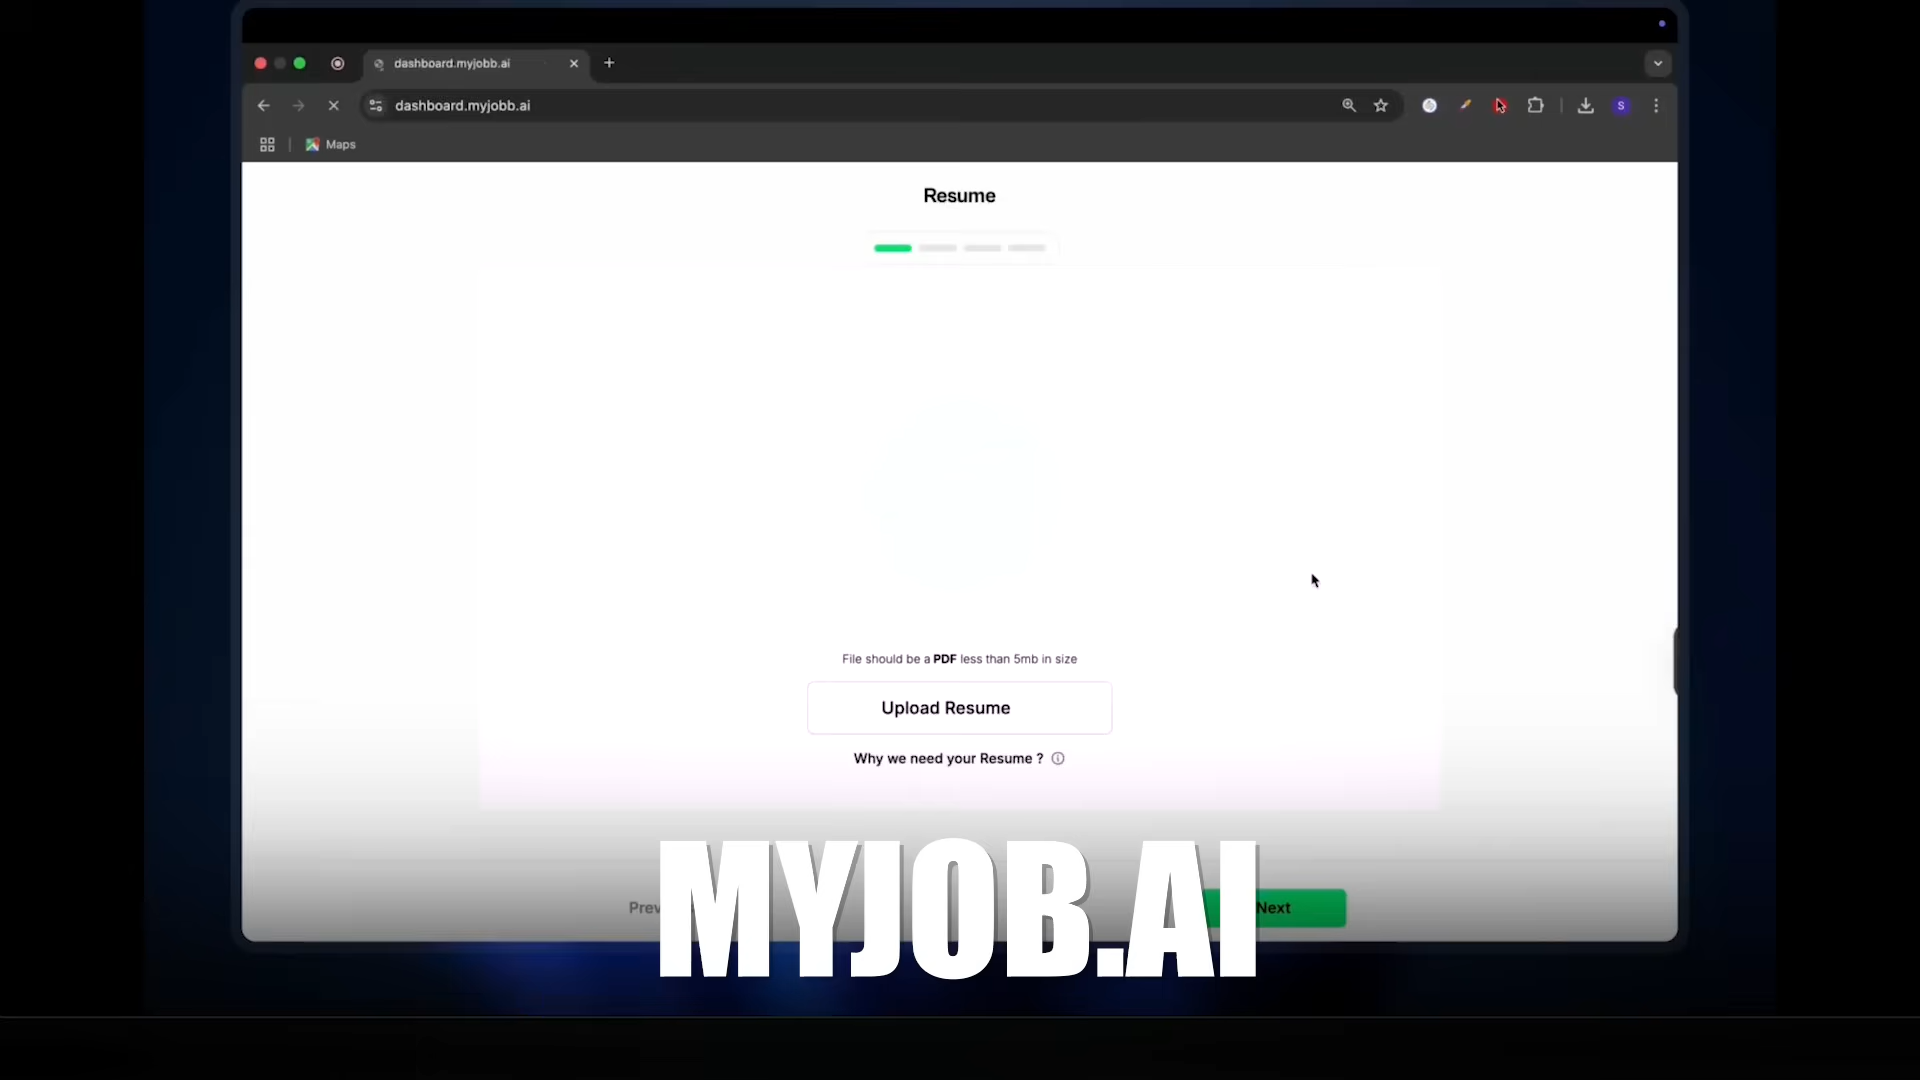 dashboard.myjobb.ai
dashboard.myjobb.ai
S
Maps
Resume
File should be a PDF less than 5mb in size
Upload Resume
Why we need your Resume ?
Prev
Next
MYJOB.AI